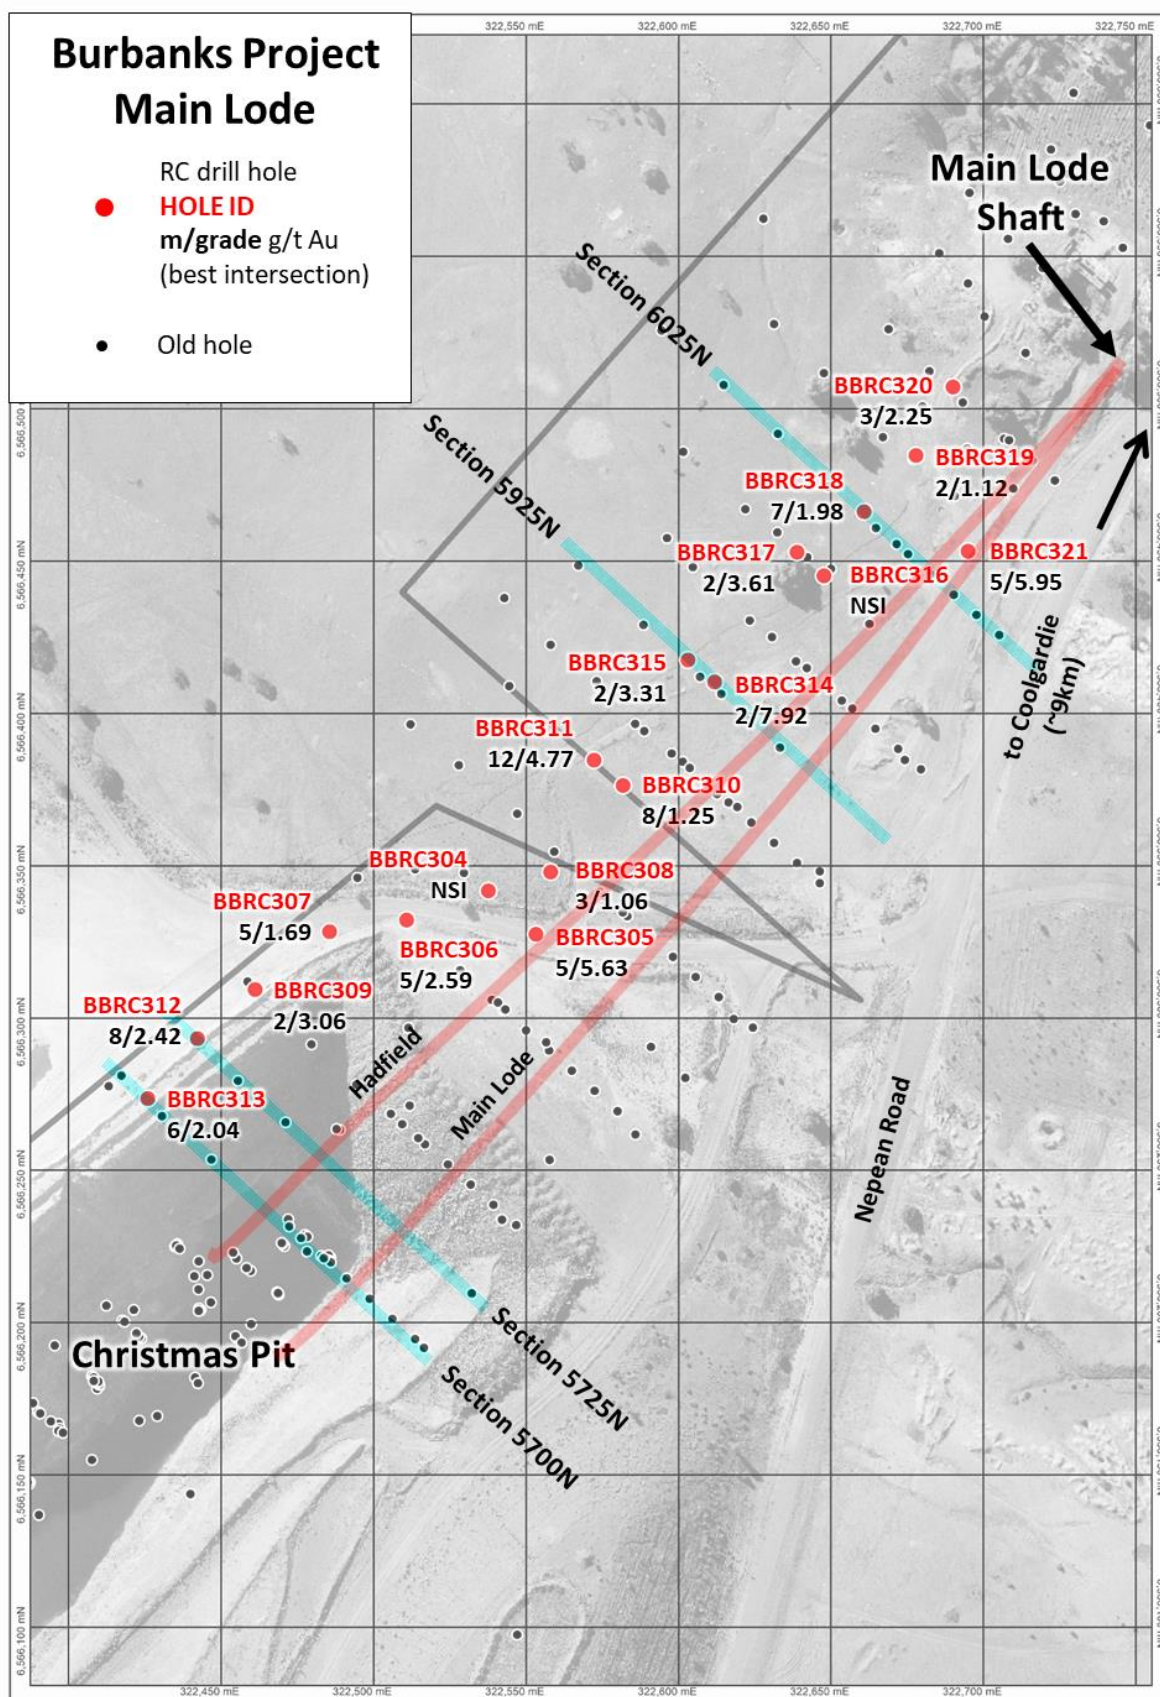 322,550 mE
322,600 mE
322,650 mE
322,700 mE
322,750 mE
Burbanks Project
Main Lode
RC drill hole
HOLE ID
m/grade g/t Au
(best intersection)
Old hole
Main Lode
Shaft
Section 6025N
BBRC320
3/2.25
6,566,500
Section 5925N
BBRC319
2/1.12
BBRC318
7/1.98
BBRC317
2/3.61
BBRC321
5/5.95
BBRC316
NSI
6,566,450 mN
to Coolgardie
(~9km)
BBRC315
2/3.31
BBRC314
2/7.92
6,566,400 mN
BBRC311
12/4.77
BBRC310
8/1.25
6,566,350 mN
BBRC304
NSI
BBRC308
3/1.06
BBRC307
5/1.69
BBRC306
5/2.59
BBRC305
5/5.63
BBRC312
8/2.42
BBRC309
2/3.06
6,566,300 mN
Hadfield
Main Lode
BBRC313
6/2.04
Nepean Road
6,566,250 mN
6,566,200 mN
Christmas Pit
Section 5725N
Section 5700N
6,566,150 mN
6,566,100 mN
322,450 mE
322,500 mE
322,550 mE
322,600 mE
322,650 mE
322,700 mE